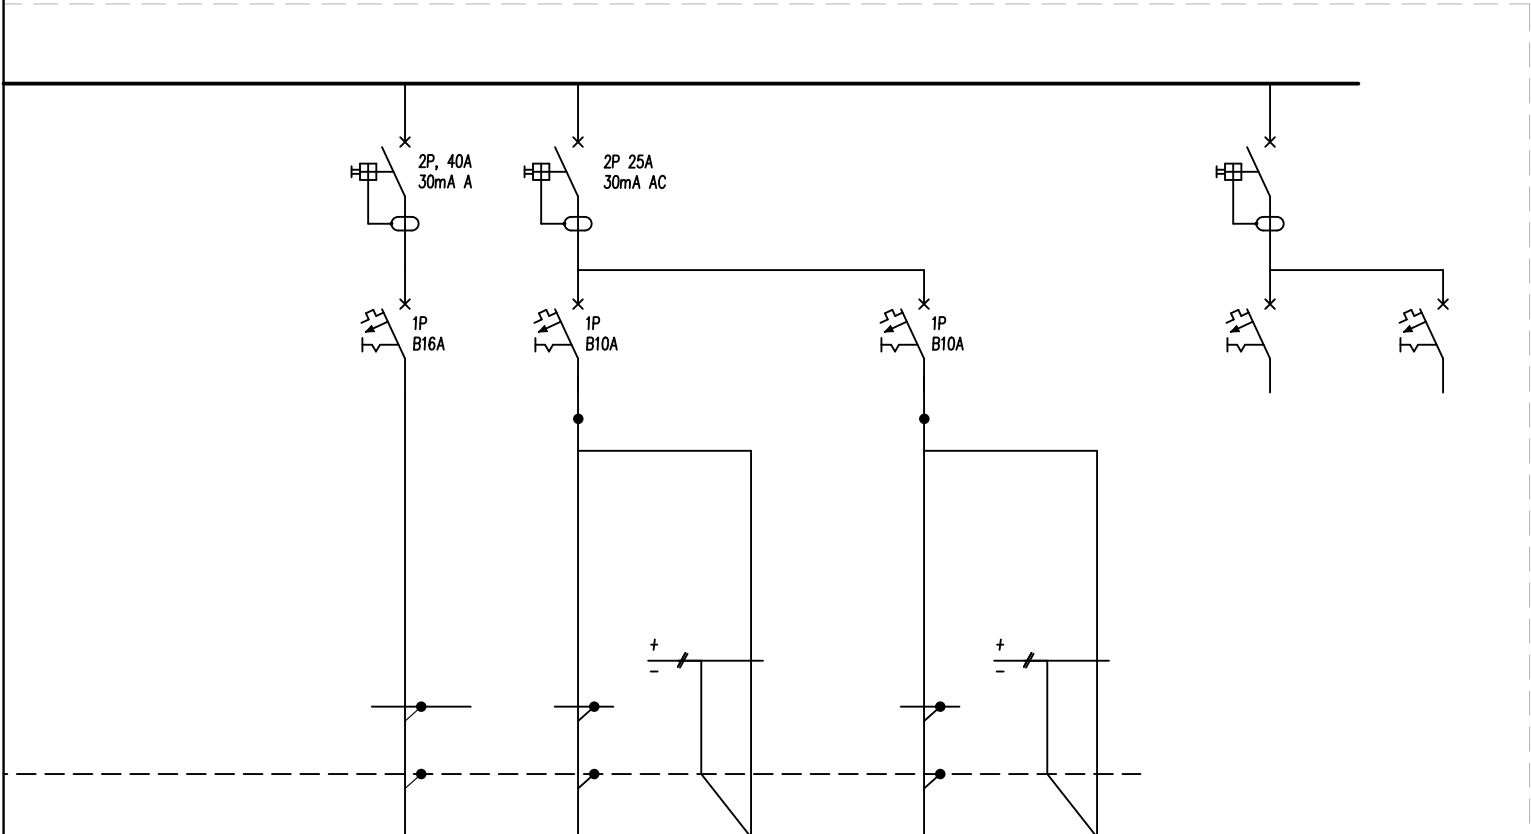 2P, 40A
30mA A
2P 25A
30mA AC
1P
B16A
1P
B10A
1P
B10A
+
−
+
−